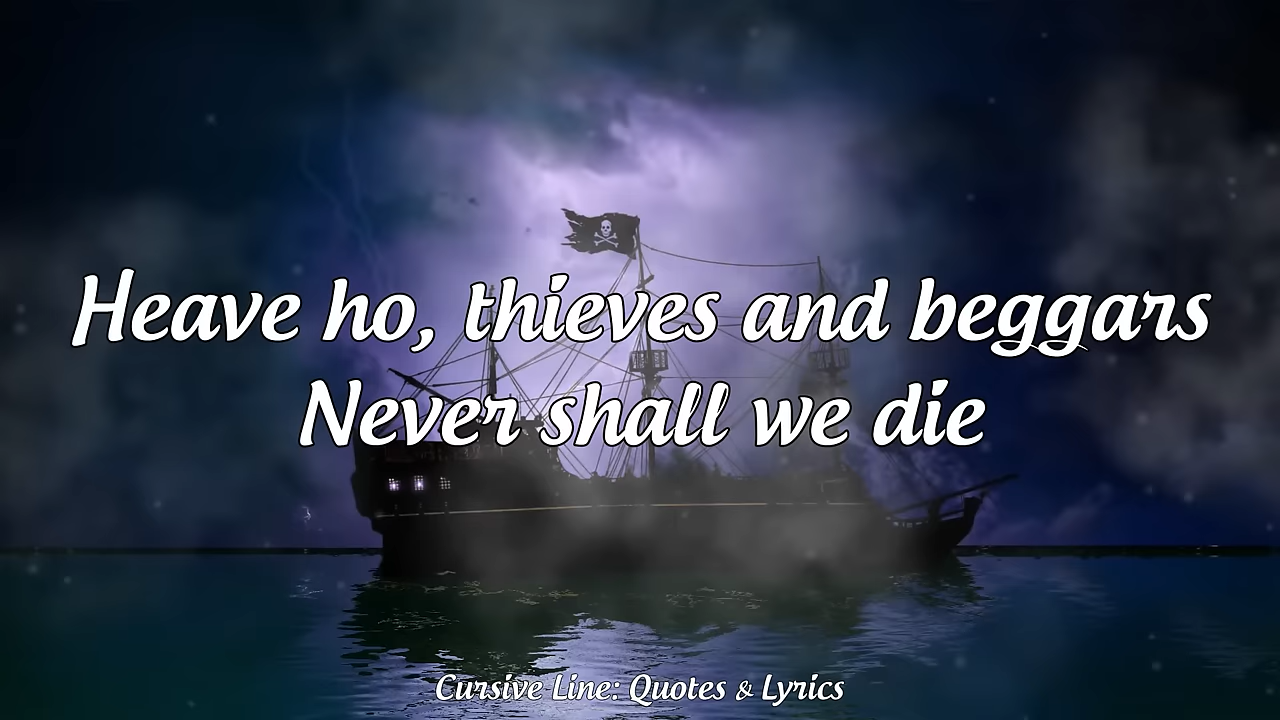 Heave ho, thieves and beggars
Never shall we die
Cursive Line: Quotes & Lyrics